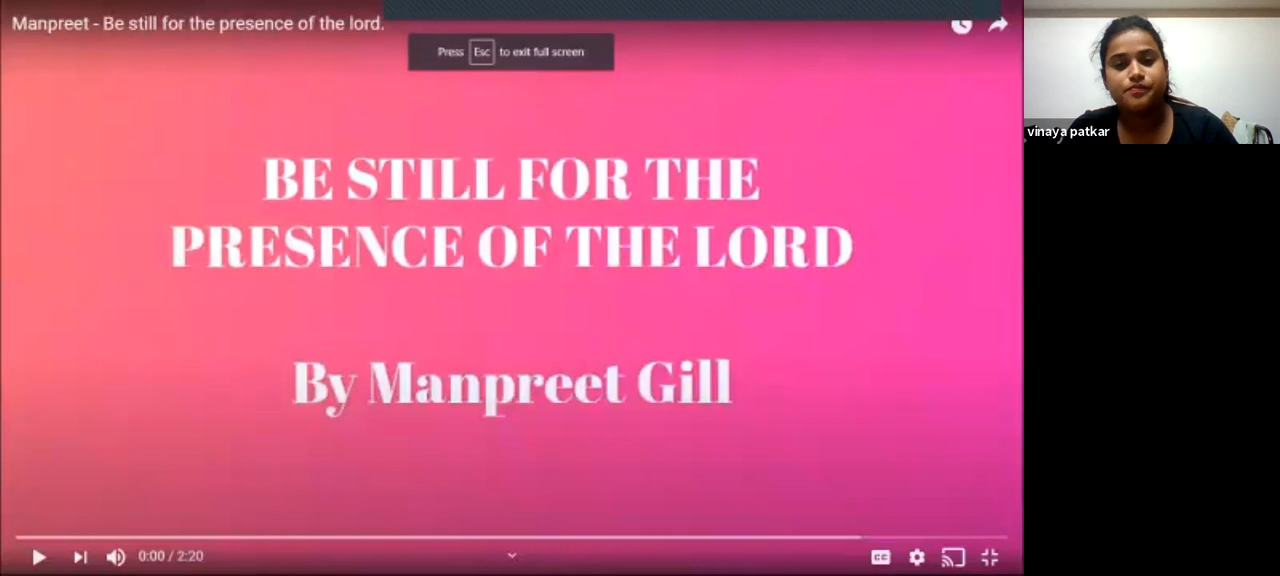 Manpreet - Be still for the presence of the lord.
Press Esc to exit full screen
BE STILL FOR THE
PRESENCE OF THE LORD
By Manpreet Gill
0:00 / 2:20
CC
vinaya patkar